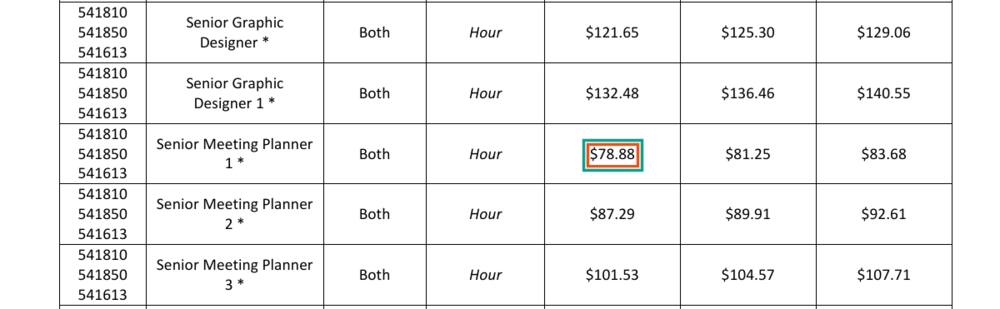 541810
541850
541613
Senior Graphic
Designer *
Both
Hour
$121.65
$125.30
$129.06
541810
541850
541613
Senior Graphic
Designer 1 *
Both
Hour
$132.48
$136.46
$140.55
541810
541850
541613
Senior Meeting Planner
1 *
Both
Hour
$78.88
$81.25
$83.68
541810
541850
541613
Senior Meeting Planner
2 *
Both
Hour
$87.29
$89.91
$92.61
541810
541850
541613
Senior Meeting Planner
3 *
Both
Hour
$101.53
$104.57
$107.71